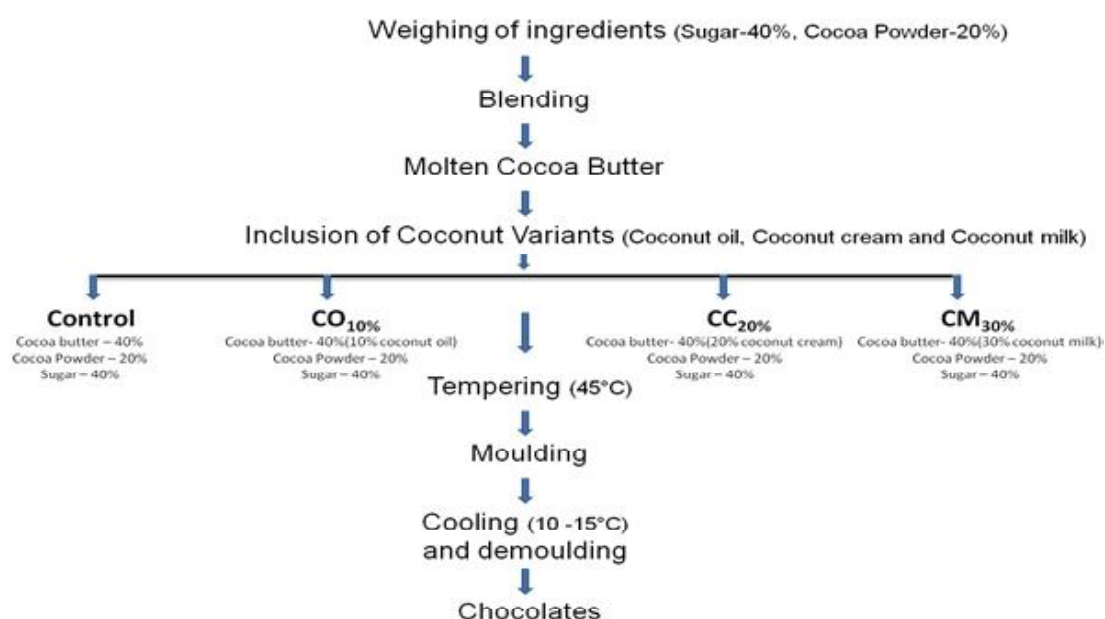 Weighing of ingredients (Sugar-40%, Cocoa Powder-20%)
Blending
Molten Cocoa Butter
Inclusion of Coconut Variants (Coconut oil, Coconut cream and Coconut milk)
Control
Cocoa butter – 40%
Cocoa Powder – 20%
Sugar – 40%
CO10%
Cocoa butter- 40%(10% coconut oil)
Cocoa Powder – 20%
Sugar – 40%
CC20%
Cocoa butter- 40%(20% coconut cream)
Cocoa Powder – 20%
Sugar – 40%
CM30%
Cocoa butter- 40%(30% coconut milk)
Cocoa Powder – 20%
Sugar – 40%
Tempering (45°C)
Moulding
Cooling (10 -15°C)
and demoulding
Chocolates